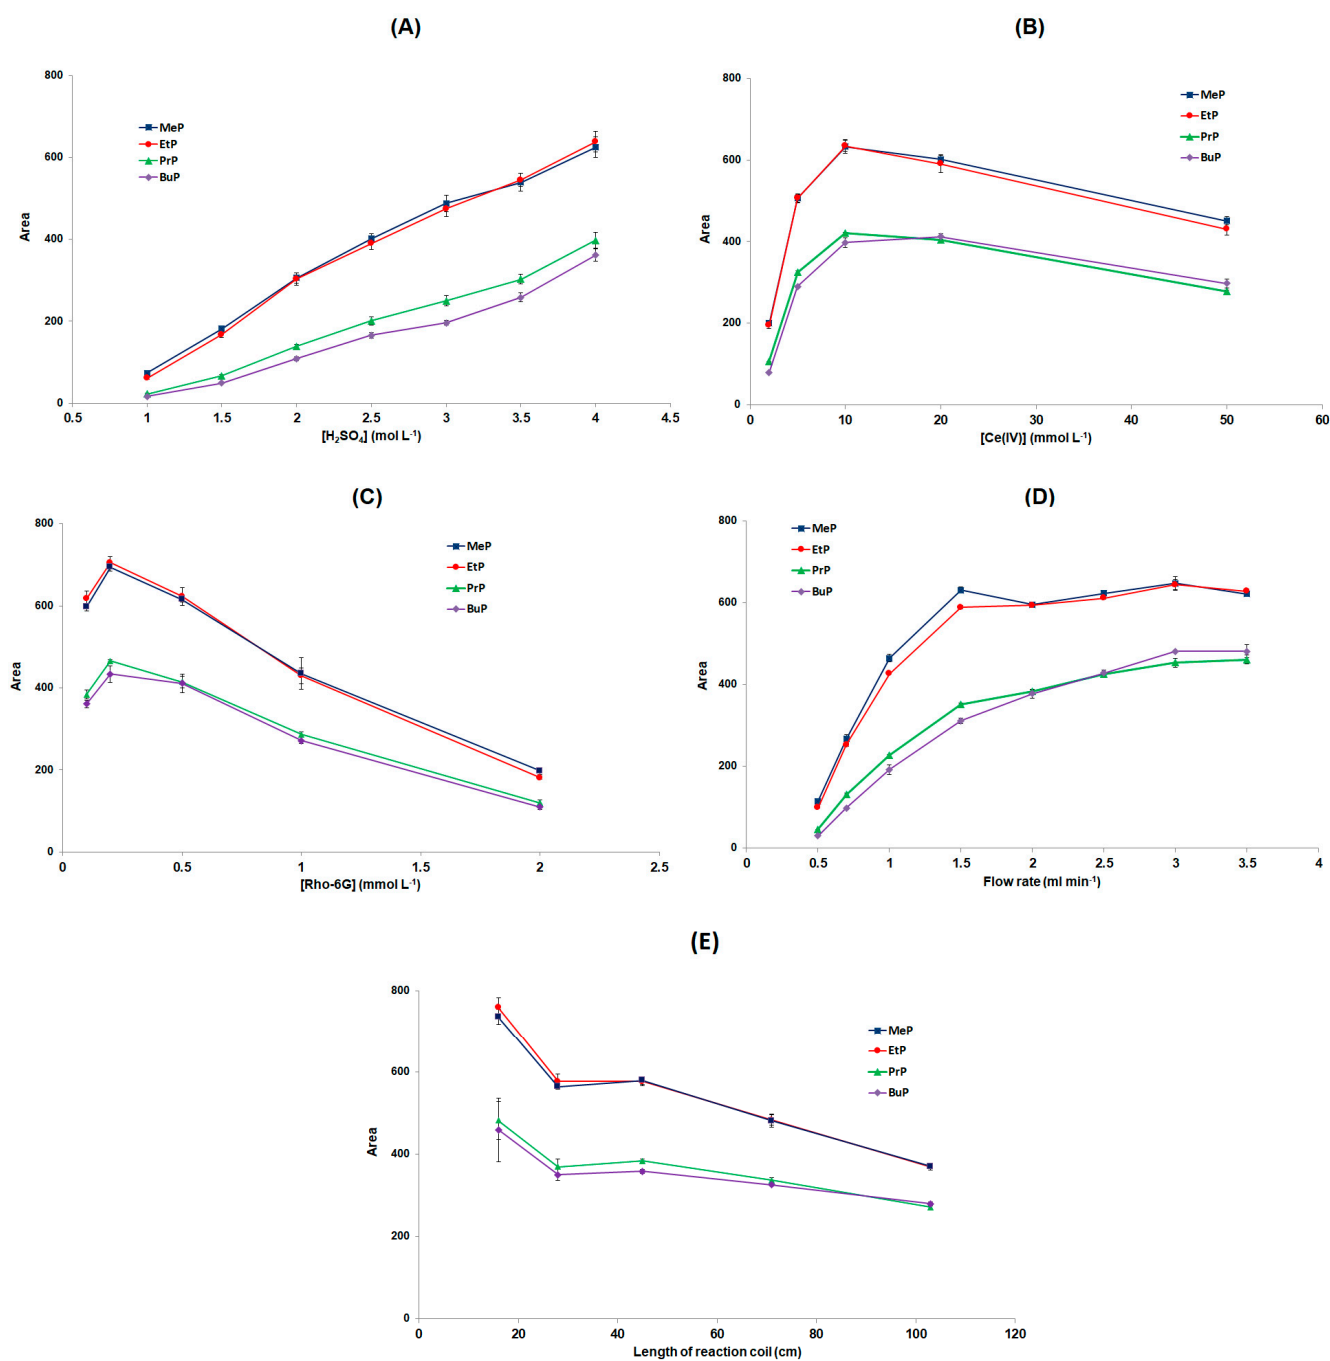 (A)
800
600
400
200
0
Area
MeP
EtP
PrP
BuP
0.5 1 1.5 2 2.5 3 3.5 4 4.5
[H₂SO₄] (mol L⁻¹)
(B)
800
600
400
200
0
Area
MeP
EtP
PrP
BuP
0 10 20 30 40 50 60
[Ce(IV)] (mmol L⁻¹)
(C)
800
600
400
200
0
Area
MeP
EtP
PrP
BuP
0 0.5 1 1.5 2 2.5
[Rho-6G] (mmol L⁻¹)
(D)
800
600
400
200
0
Area
MeP
EtP
PrP
BuP
0.5 1 1.5 2 2.5 3 3.5 4
Flow rate (ml min⁻¹)
(E)
800
600
400
200
0
Area
MeP
EtP
PrP
BuP
0 20 40 60 80 100 120
Length of reaction coil (cm)